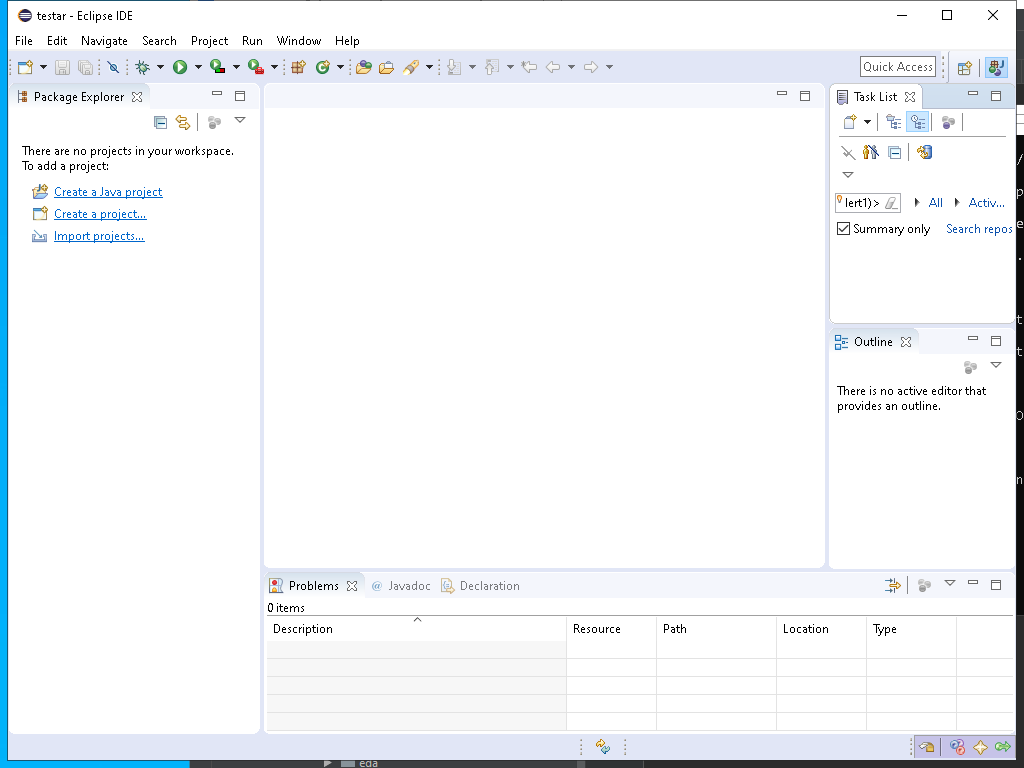 testar - Eclipse IDE
File Edit Navigate Search Project Run Window Help
Quick Access
Package Explorer
There are no projects in your workspace.
To add a project:
Create a Java project
Create a project...
Import projects...
Task List
lert1)> All Activ...
Summary only Search repos
Outline
There is no active editor that
provides an outline.
Problems @ Javadoc Declaration
0 items
Description Resource Path Location Type
eda